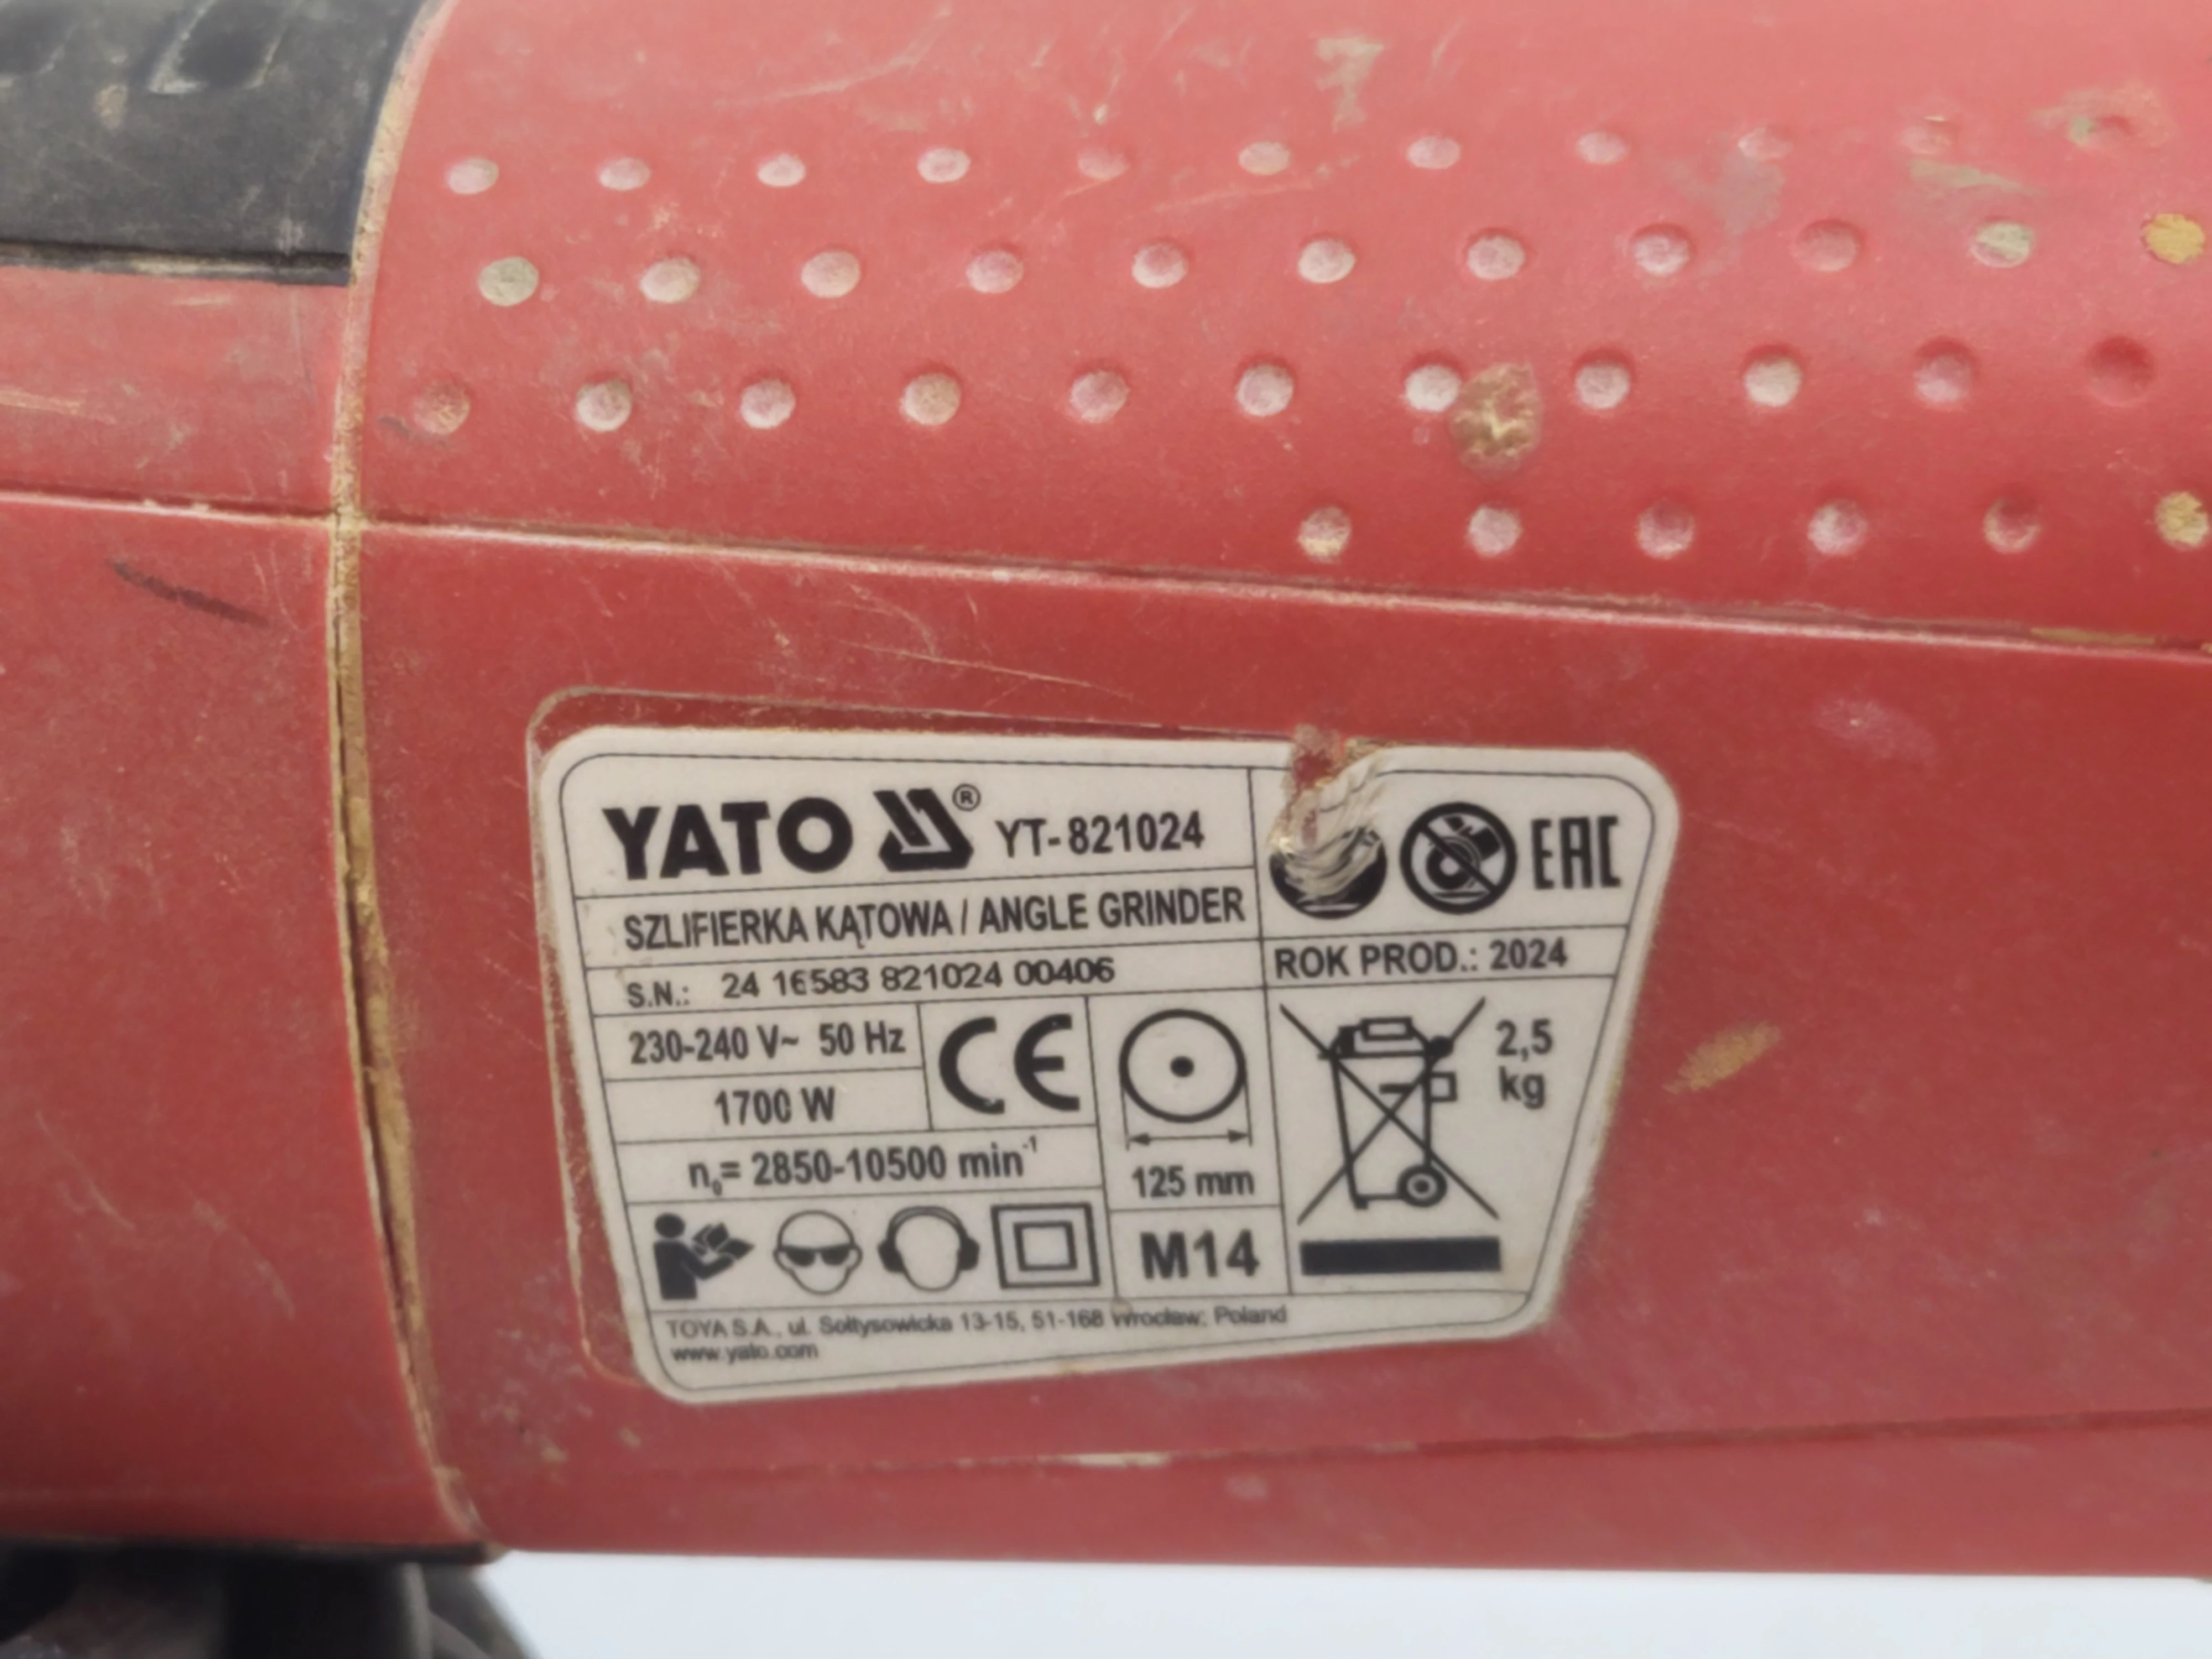 YATO ® YT-821024
EAC
SZLIFIERKA KĄTOWA / ANGLE GRINDER
S.N.: 24 16583 821024 00406
ROK PROD.: 2024
230-240 V~ 50 Hz
CE
1700 W
n₀= 2850-10500 min⁻¹
125 mm
M14
2,5
kg
TOYA S.A., ul. Sołtysowicka 13-15, 51-168 Wrocław; Poland
www.yato.com